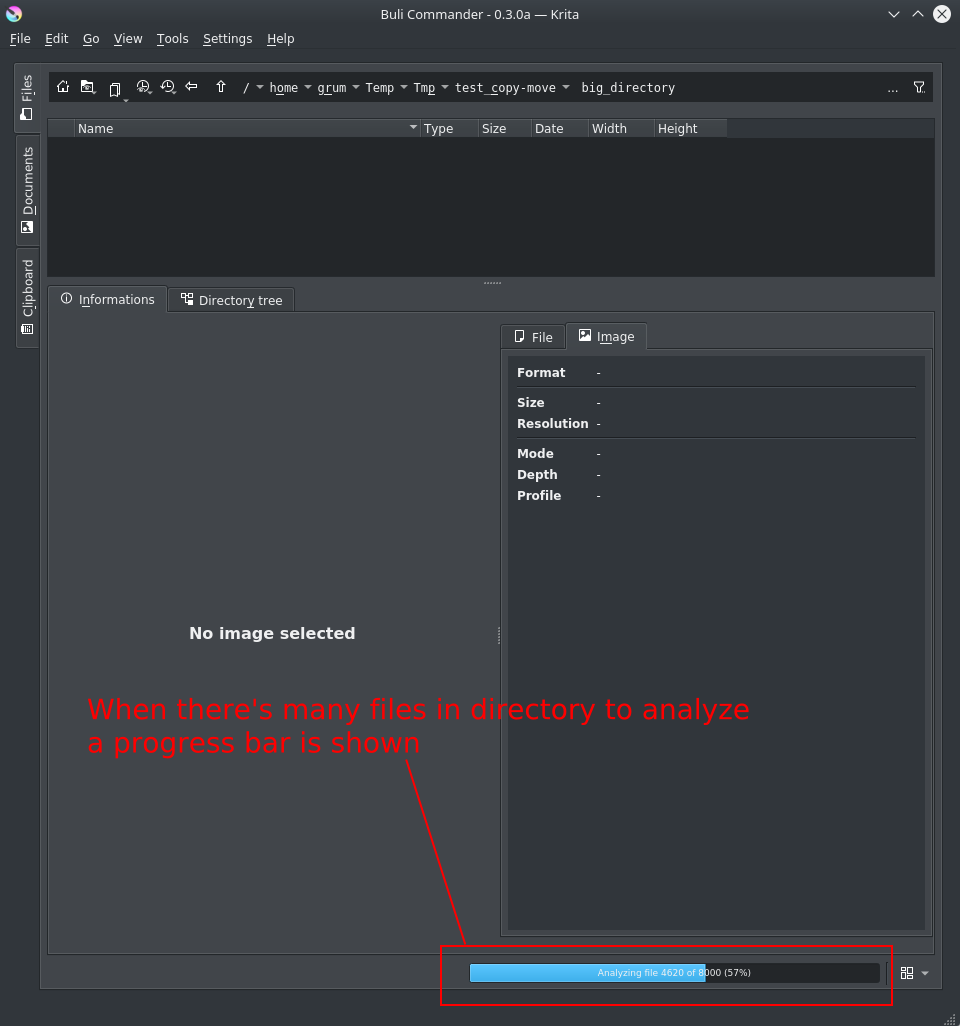 Buli Commander - 0.3.0a — Krita
File Edit Go View Tools Settings Help
Files
Documents
Clipboard
/ home grum Temp Tmp test_copy-move big_directory ...
Name Type Size Date Width Height
Informations Directory tree
File Image
Format -
Size -
Resolution -
Mode -
Depth -
Profile -
No image selected
When there's many files in directory to analyze
a progress bar is shown
Analyzing file 4620 of 8000 (57%)